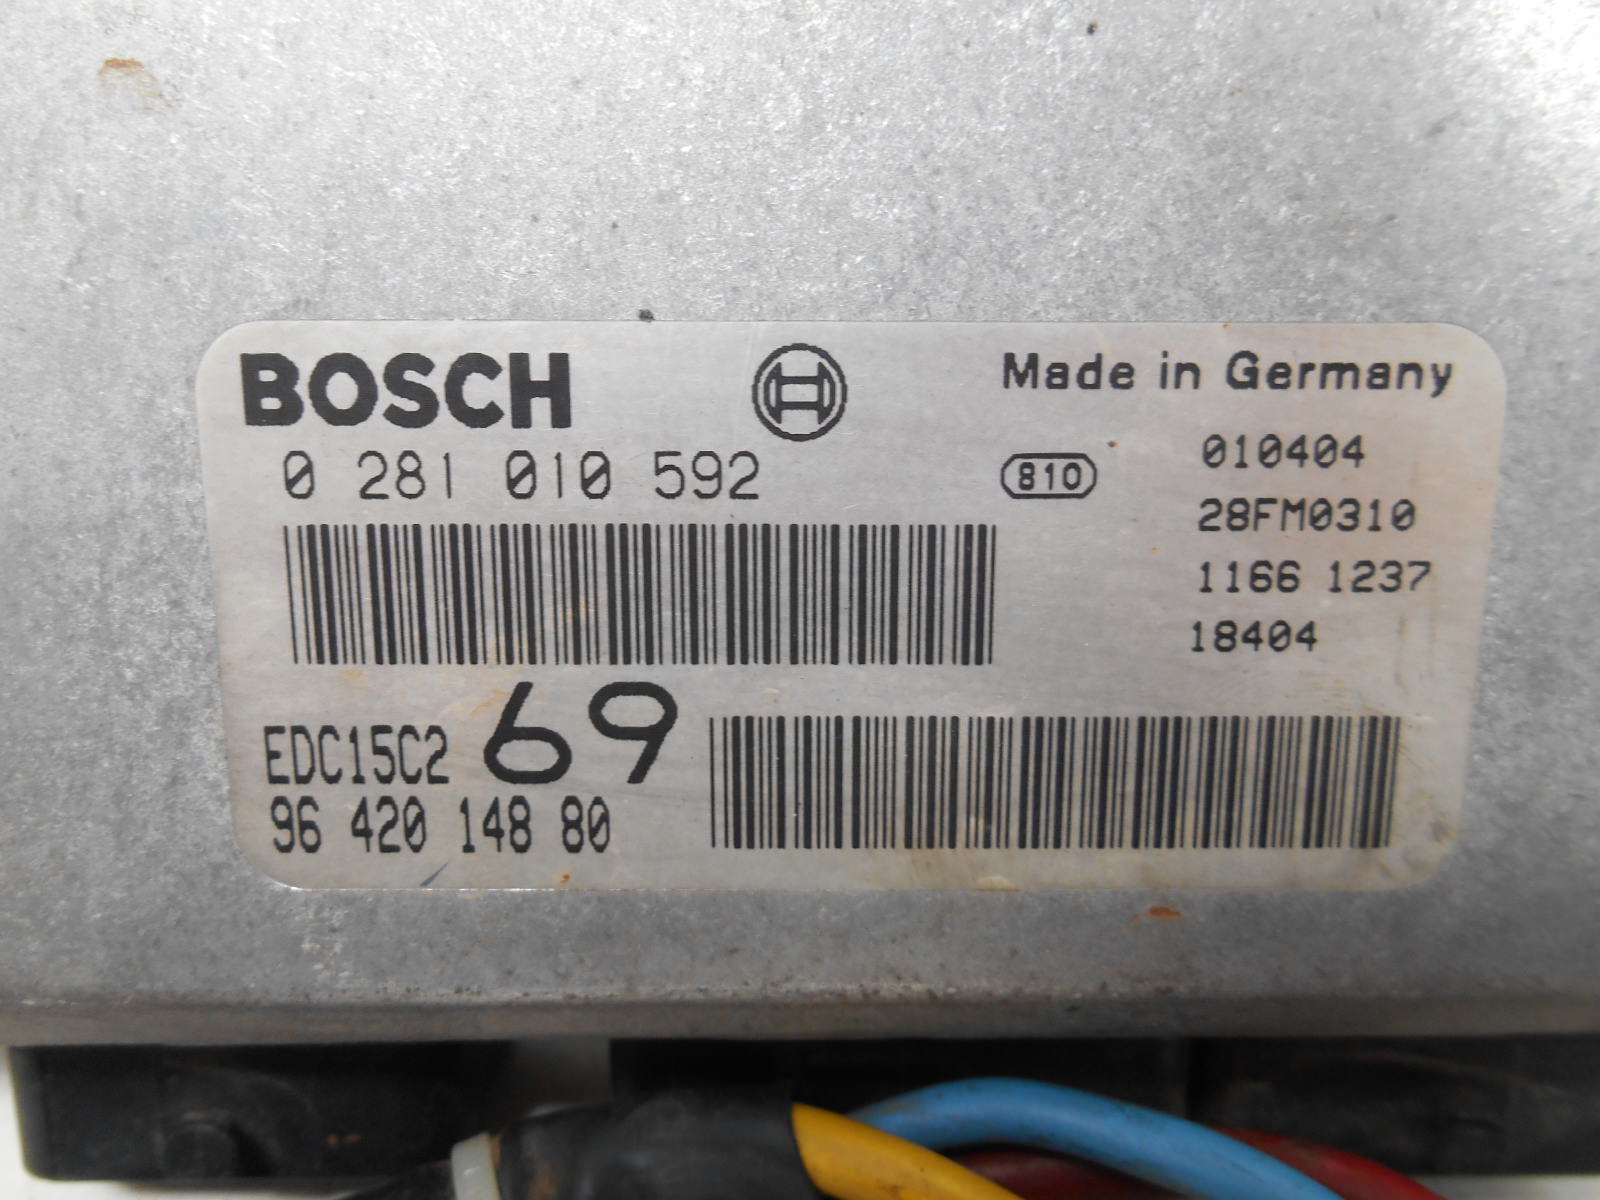 BOSCH
Made in Germany
0 281 010 592
810
010404
28FM0310
1166 1237
18404
EDC15C2 69
96 420 148 80